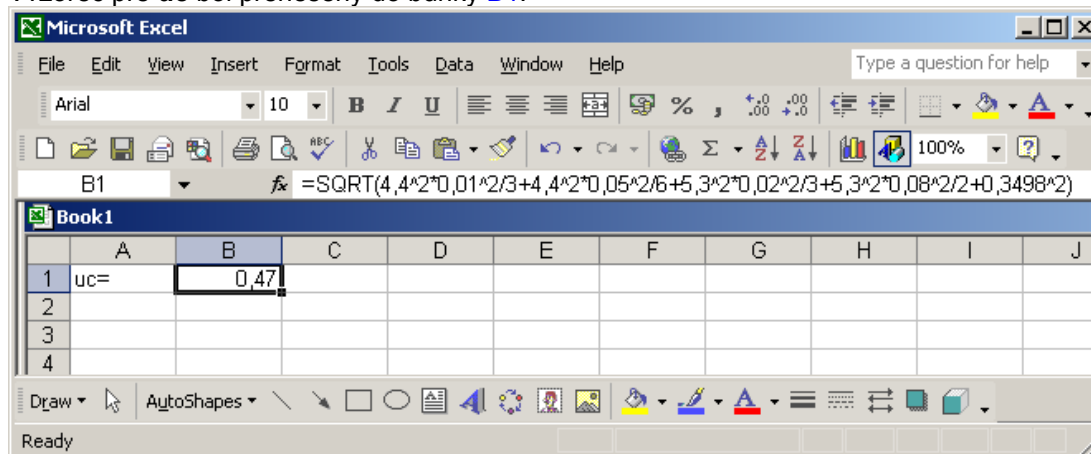 Microsoft Excel
File Edit View Insert Format Tools Data Window Help Type a question for help
Arial 10 B I U % , ,00
100%
B1 fx =SQRT(4,4^2*0,01^2/3+4,4^2*0,05^2/6+5,3^2*0,02^2/3+5,3^2*0,08^2/2+0,3498^2)
Book1
A B C D E F G H I J
1 uc= 0,47
2
3
4
Draw AutoShapes
Ready